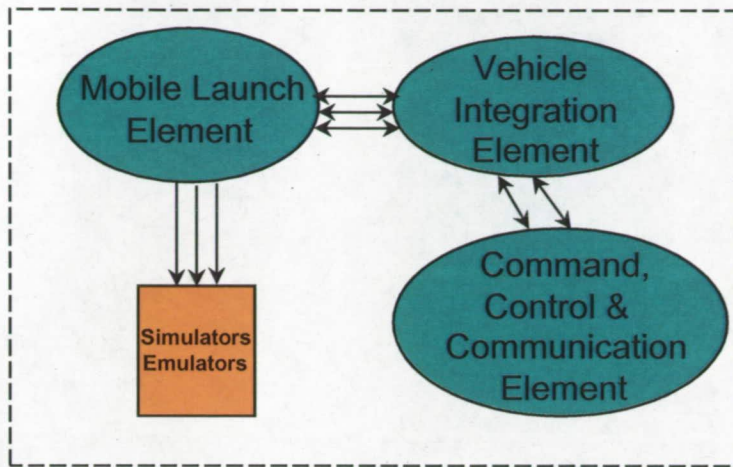 Mobile Launch
Element
Vehicle
Integration
Element
Simulators
Emulators
Command,
Control &
Communication
Element